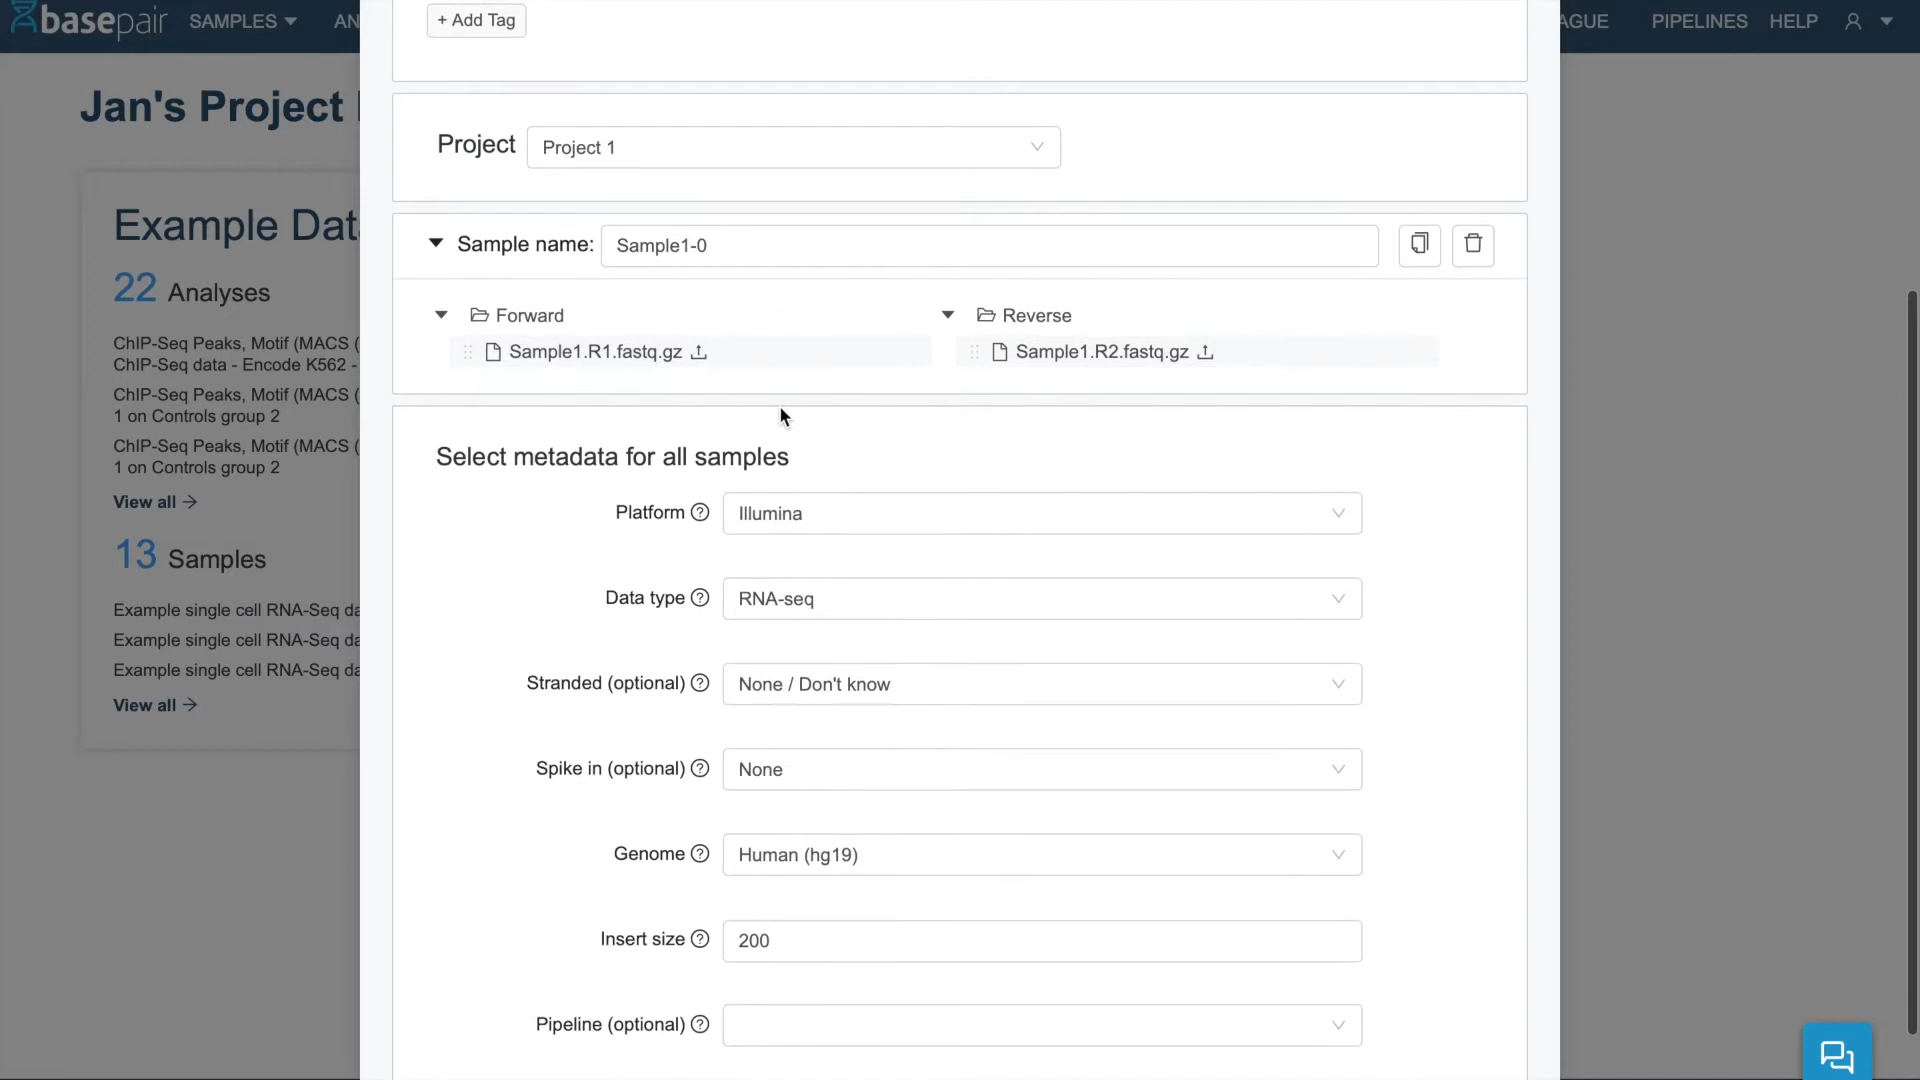 basepair
SAMPLES
AN
AGUE
PIPELINES
HELP
Jan's Project
Example Dat
22 Analyses
ChIP-Seq Peaks, Motif (MACS (
ChIP-Seq data - Encode K562 -
ChIP-Seq Peaks, Motif (MACS (
1 on Controls group 2
ChIP-Seq Peaks, Motif (MACS (
1 on Controls group 2
View all →
13 Samples
Example single cell RNA-Seq da
Example single cell RNA-Seq da
Example single cell RNA-Seq da
View all →
+ Add Tag
Project
Project 1
Sample name:
Sample1-0
Forward
Reverse
Sample1.R1.fastq.gz
Sample1.R2.fastq.gz
Select metadata for all samples
Platform
Illumina
Data type
RNA-seq
Stranded (optional)
None / Don't know
Spike in (optional)
None
Genome
Human (hg19)
Insert size
200
Pipeline (optional)